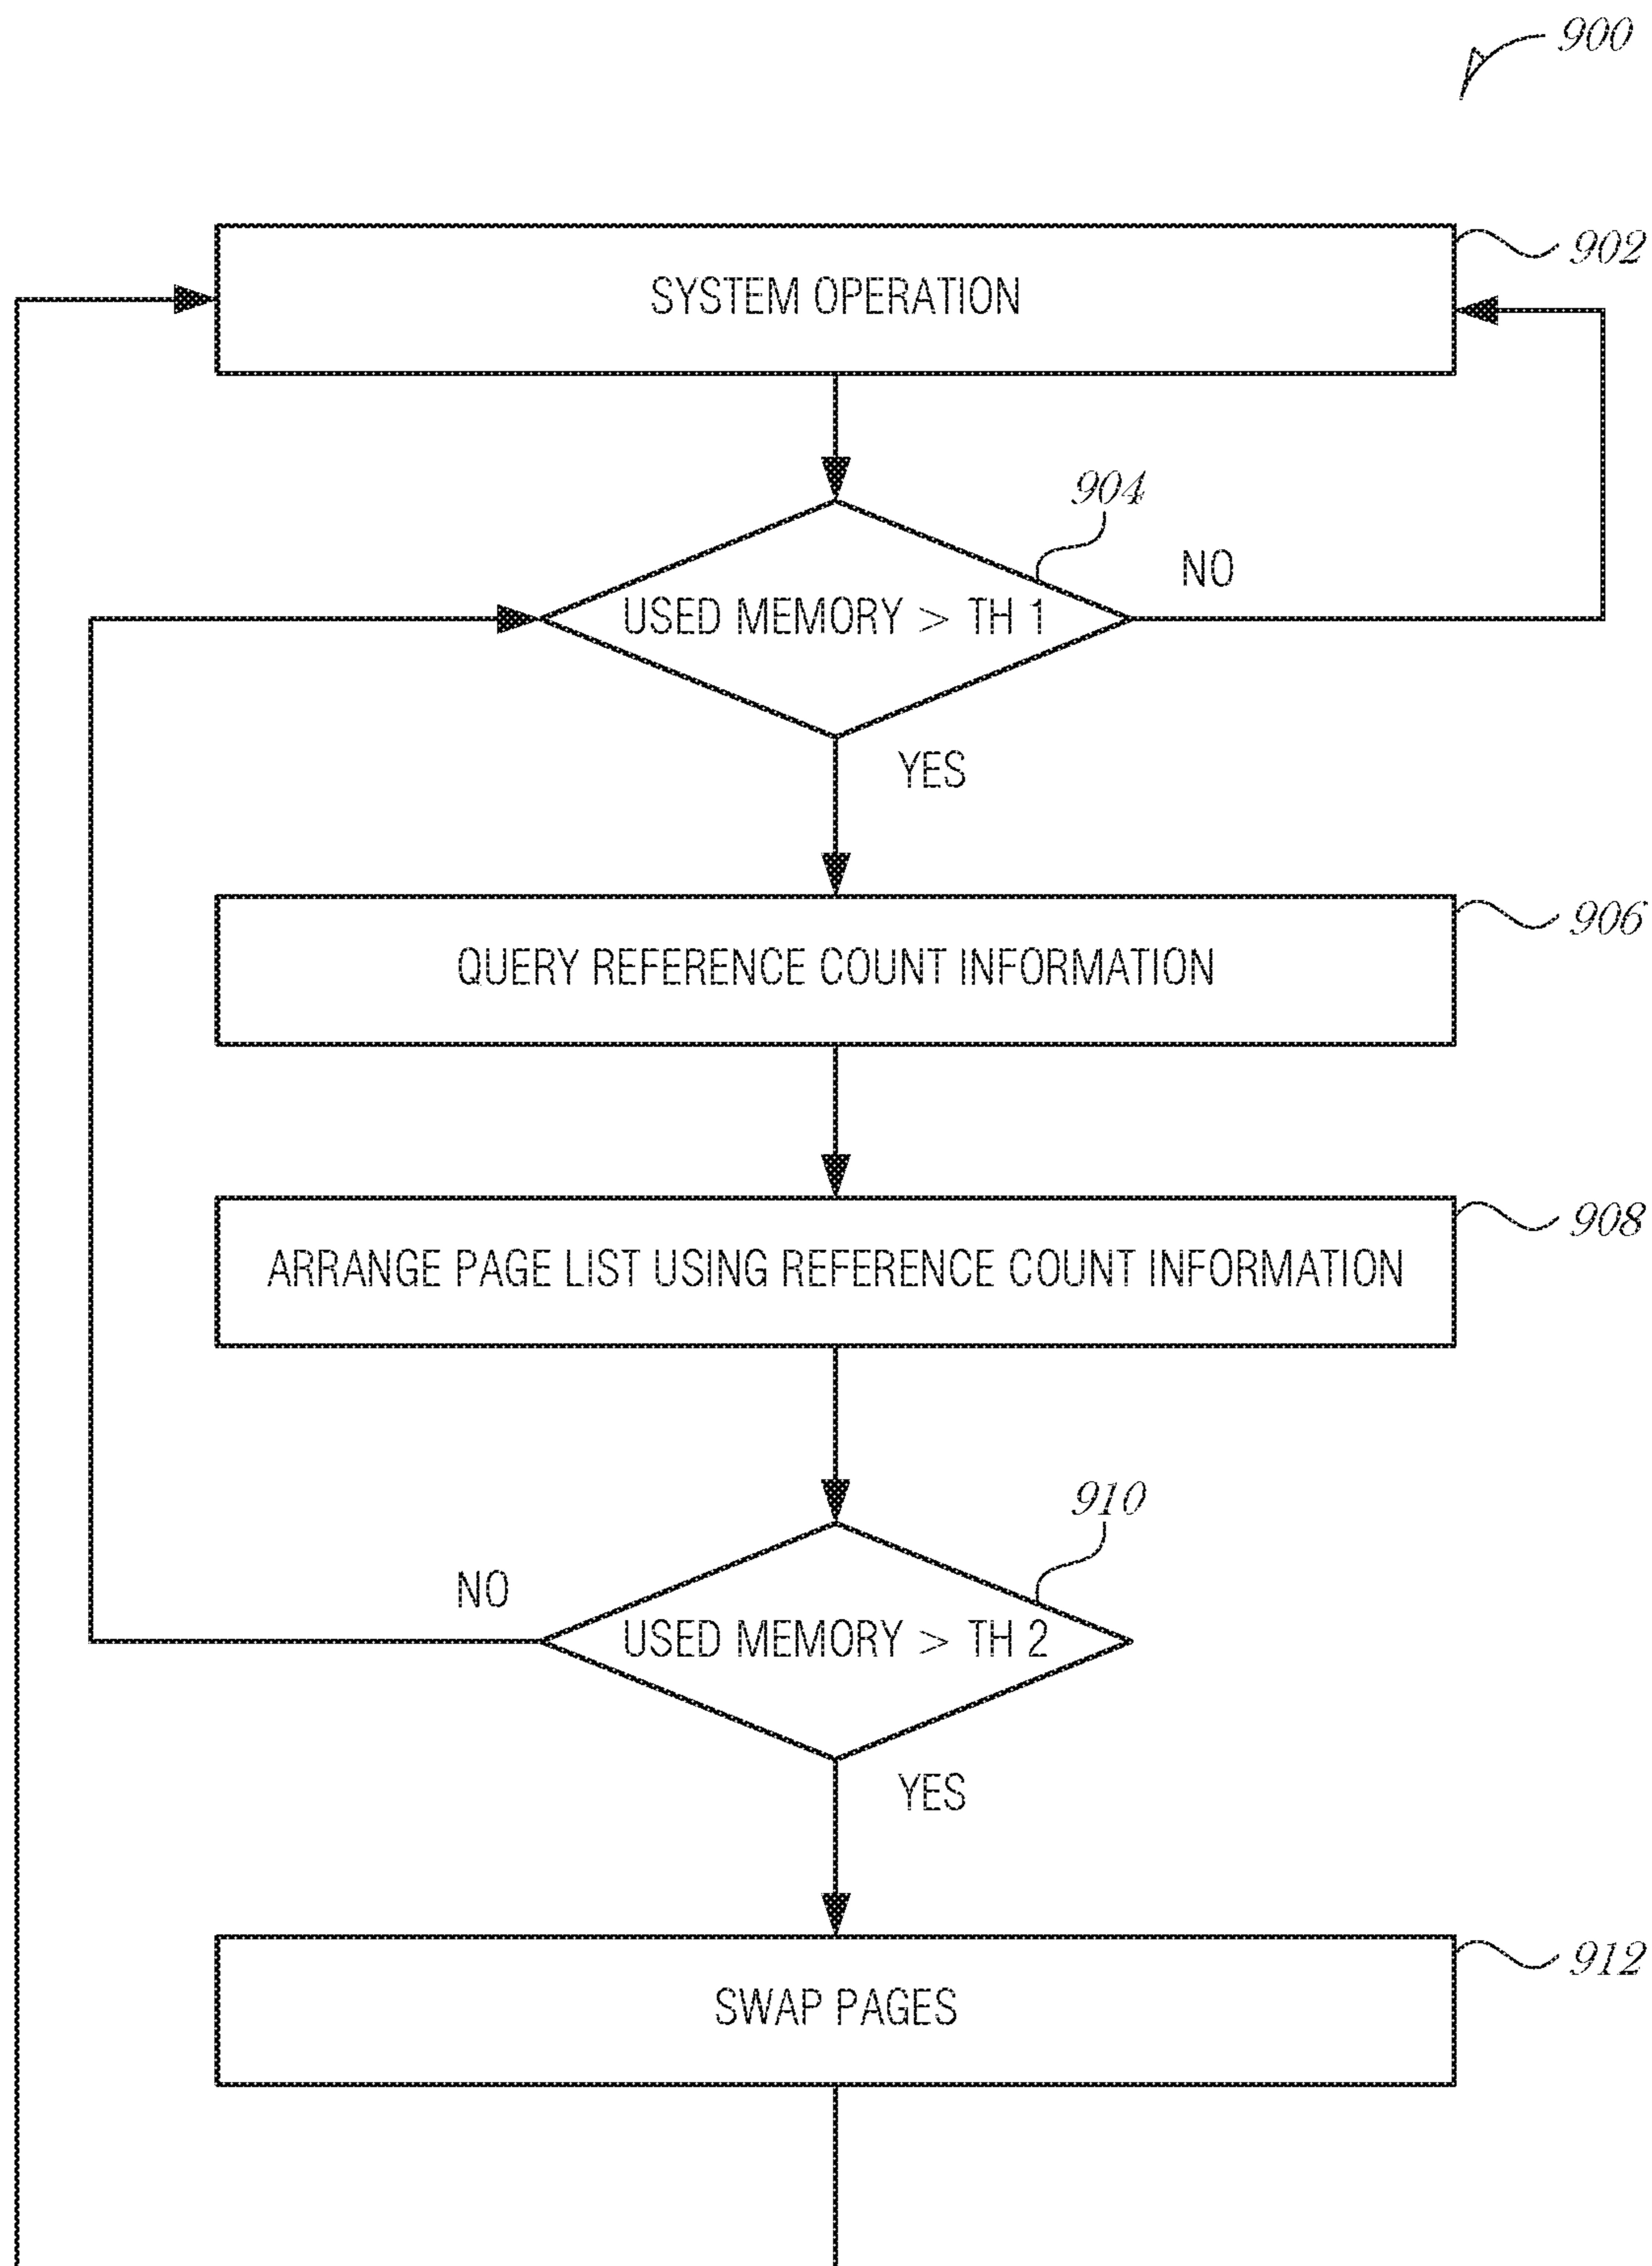 900
902
SYSTEM OPERATION
904
NO
USED MEMORY > TH 1
YES
906
QUERY REFERENCE COUNT INFORMATION
908
ARRANGE PAGE LIST USING REFERENCE COUNT INFORMATION
910
NO
USED MEMORY > TH 2
YES
912
SWAP PAGES